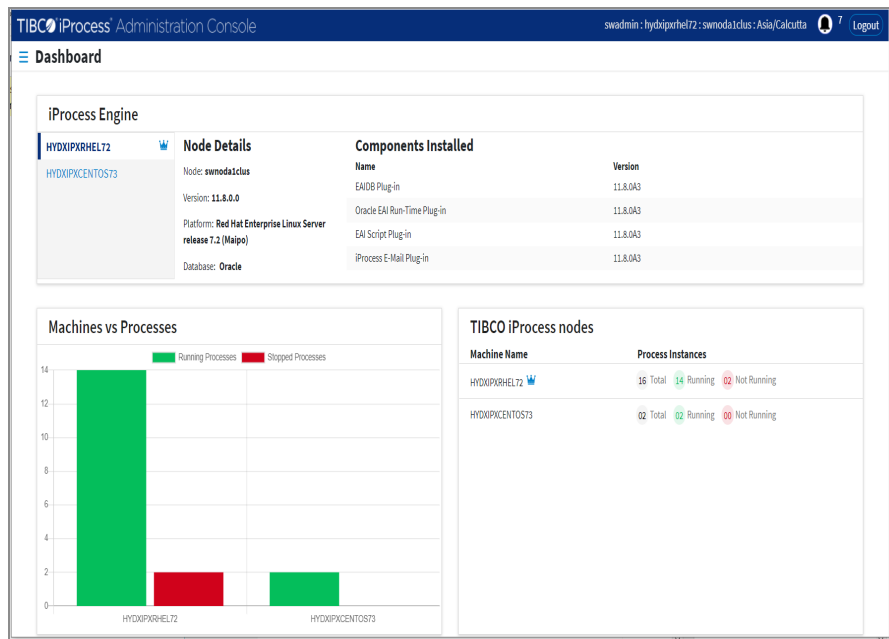 TIBCO iProcess® Administration Console
swadmin : hydxipxrhel72 : swnoda1clus : Asia/Calcutta
7
Logout
Dashboard
iProcess Engine
HYDXIPXRHEL72
HYDXIPXCENTOS73
Node Details
Node: swnoda1clus
Version: 11.8.0.0
Platform: Red Hat Enterprise Linux Server
release 7.2 (Maipo)
Database: Oracle
Components Installed
Name Version
EAIDB Plug-in 11.8.0A3
Oracle EAI Run-Time Plug-in 11.8.0A3
EAI Script Plug-in 11.8.0A3
iProcess E-Mail Plug-in 11.8.0A3
Machines vs Processes
Running Processes Stopped Processes
14
12
10
8
6
4
2
0
HYDXIPXRHEL72 HYDXIPXCENTOS73
TIBCO iProcess nodes
Machine Name Process Instances
HYDXIPXRHEL72 16 Total 14 Running 02 Not Running
HYDXIPXCENTOS73 02 Total 02 Running 00 Not Running